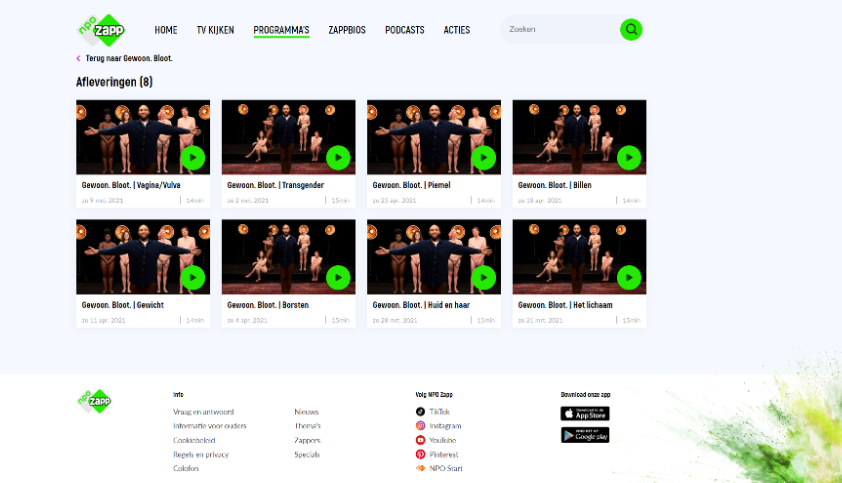 npo
zapp
HOME TV KIJKEN PROGRAMMA'S ZAPPBIOS PODCASTS ACTIES Zoeken
Terug naar Gewoon. Bloot.
Afleveringen (8)
Gewoon. Bloot. | Vagina/Vulva
zo 9 mei. 2021 | 14min
Gewoon. Bloot. | Transgender
zo 2 mei. 2021 | 15min
Gewoon. Bloot. | Piemel
zo 25 apr. 2021 | 14min
Gewoon. Bloot. | Billen
zo 18 apr. 2021 | 14min
Gewoon. Bloot. | Gewicht
zo 11 apr. 2021 | 14min
Gewoon. Bloot. | Borsten
zo 4 apr. 2021 | 15min
Gewoon. Bloot. | Huid en haar
zo 28 mrt. 2021 | 15min
Gewoon. Bloot. | Het lichaam
zo 21 mrt. 2021 | 15min
npo
zapp
Info
Vraag en antwoord
Informatie voor ouders
Cookiebeleid
Regels en privacy
Colofon
Nieuws
Thema's
Zappers
Specials
Volg NPO Zapp
TikTok
Instagram
YouTube
Pinterest
NPO Start
Download onze app
Download in de
App Store
Google play